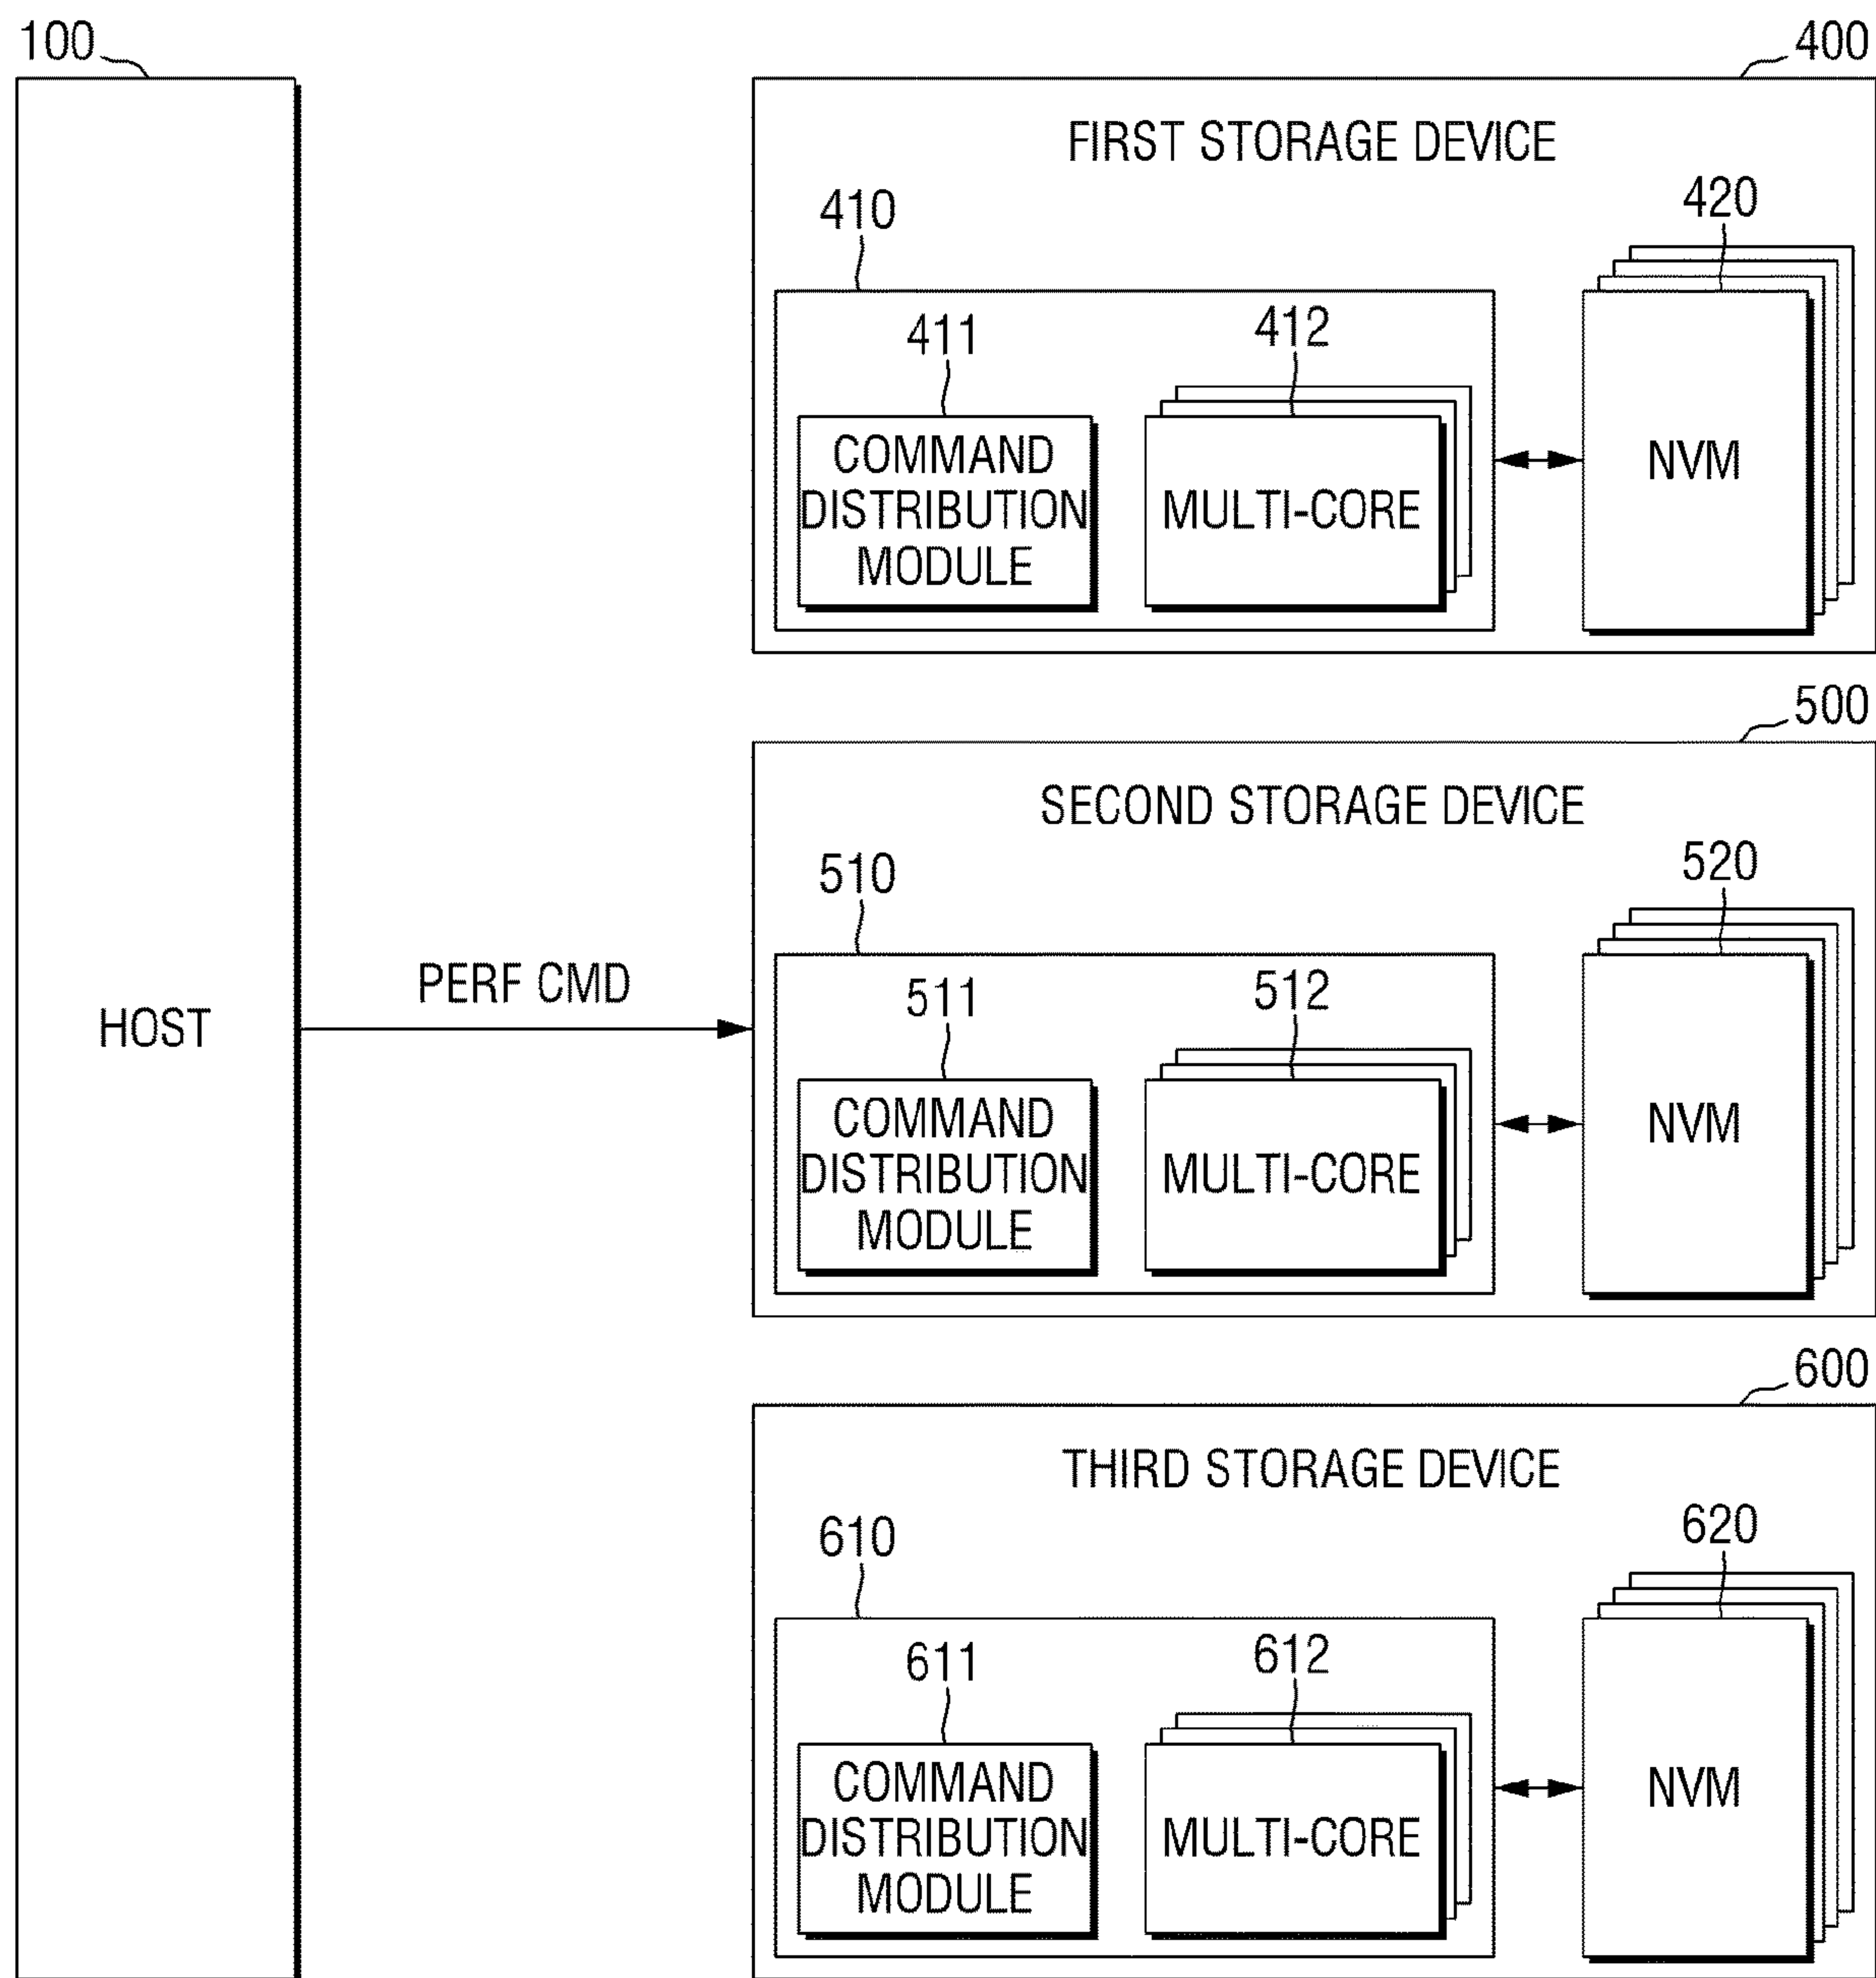 100
HOST
PERF CMD
400
FIRST STORAGE DEVICE
410
420
411
412
COMMAND
DISTRIBUTION
MODULE
MULTI-CORE
NVM
500
SECOND STORAGE DEVICE
510
520
511
512
COMMAND
DISTRIBUTION
MODULE
MULTI-CORE
NVM
600
THIRD STORAGE DEVICE
610
620
611
612
COMMAND
DISTRIBUTION
MODULE
MULTI-CORE
NVM